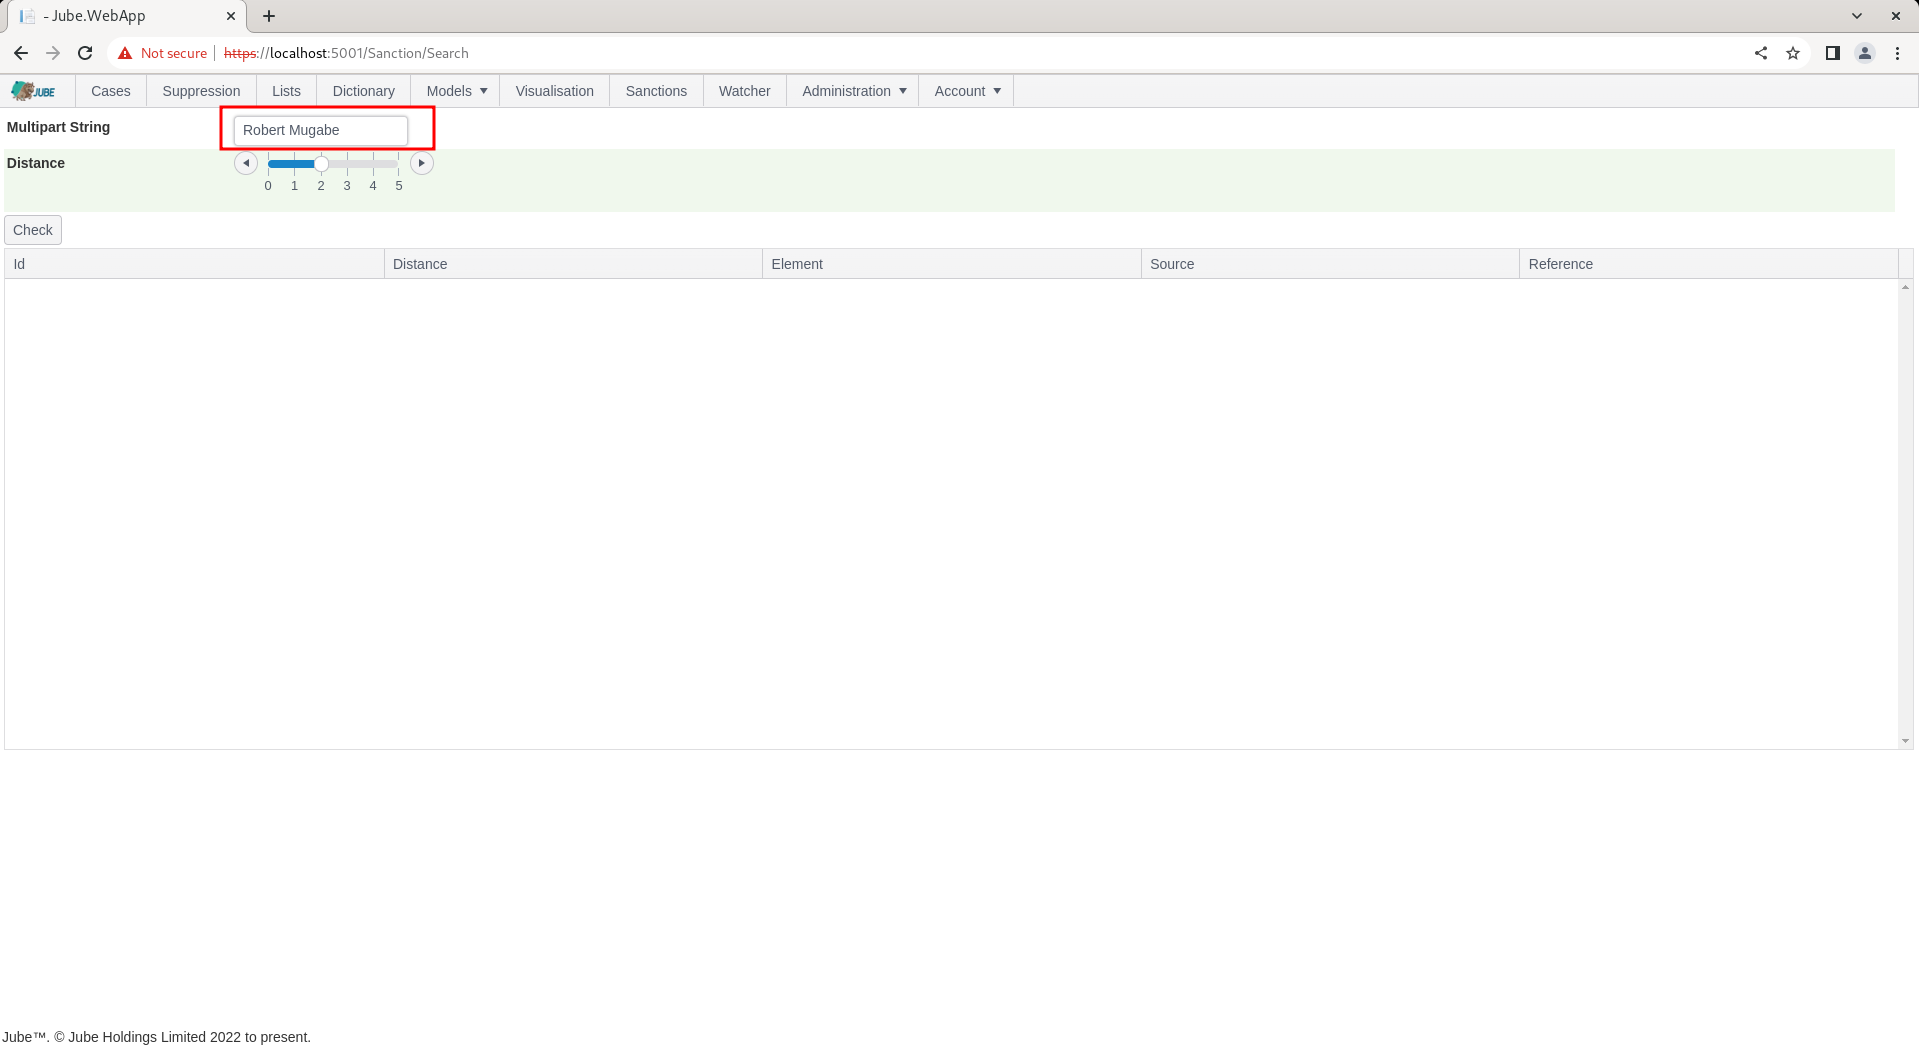 - Jube.WebApp
Not secure https://localhost:5001/Sanction/Search
JUBE Cases Suppression Lists Dictionary Models Visualisation Sanctions Watcher Administration Account
Multipart String Robert Mugabe
Distance
0 1 2 3 4 5
Check
Id Distance Element Source Reference
Jube™. © Jube Holdings Limited 2022 to present.